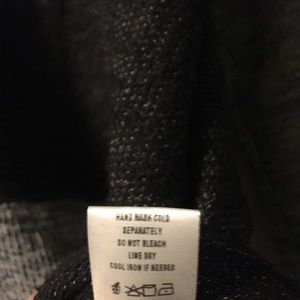 HAND WASH COLD
SEPARATELY
DO NOT BLEACH
LINE DRY
COOL IRON IF NEEDED